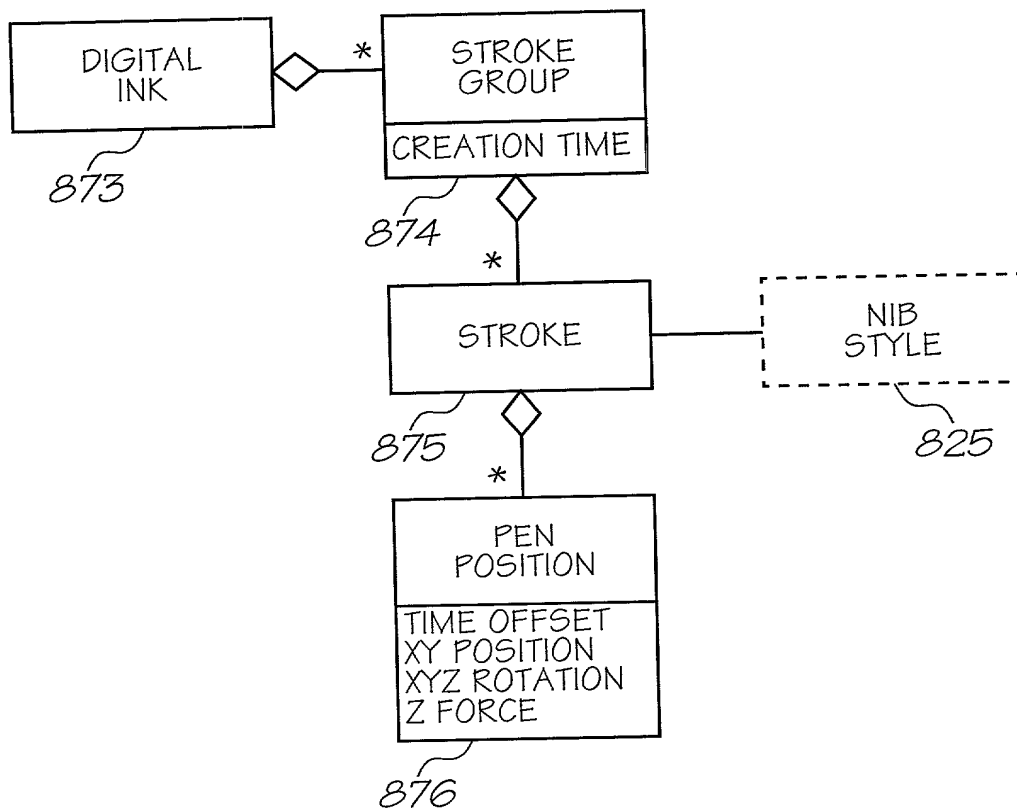 DIGITAL
INK
873
*
STROKE
GROUP
CREATION TIME
874
*
STROKE
875
NIB
STYLE
825
*
PEN
POSITION
TIME OFFSET
XY POSITION
XYZ ROTATION
Z FORCE
876